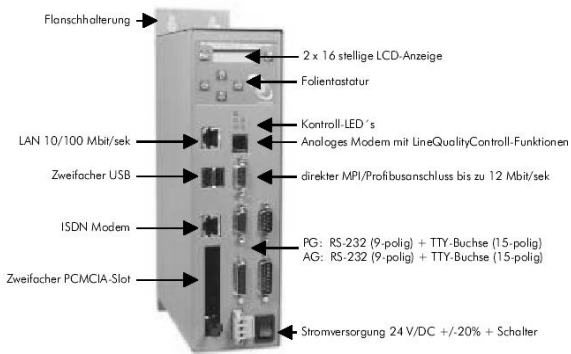 Flanschhalterung
2 x 16 stellige LCD-Anzeige
Folientastatur
Kontroll-LED´s
LAN 10/100 Mbit/sek
Analoges Modem mit LineQualityControll-Funktionen
Zweifacher USB
direkter MPI/Profibusanschluss bis zu 12 Mbit/sek
ISDN Modem
PG: RS-232 (9-polig) + TTY-Buchse (15-polig)
AG: RS-232 (9-polig) + TTY-Buchse (15-polig)
Zweifacher PCMCIA-Slot
Stromversorgung 24 V/DC +/-20% + Schalter